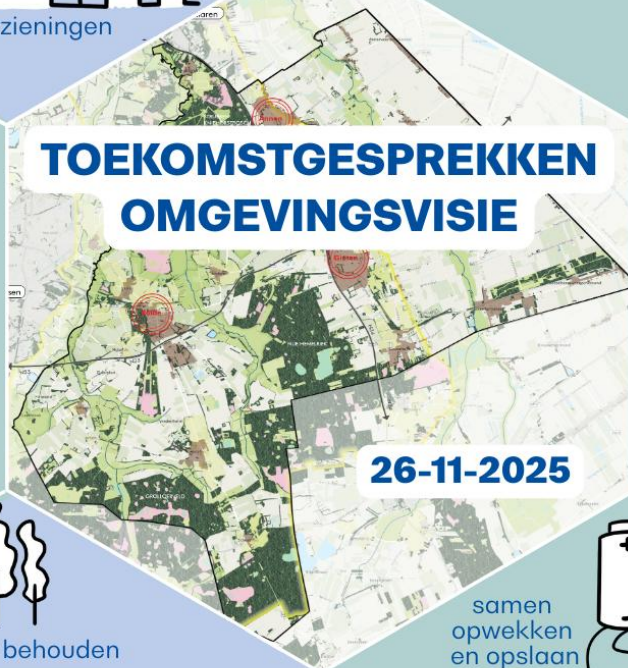 zieningen
TOEKOMSTGESPREKKEN
OMGEVINGSVISIE
26-11-2025
behouden
samen
opwekken
en opslaan